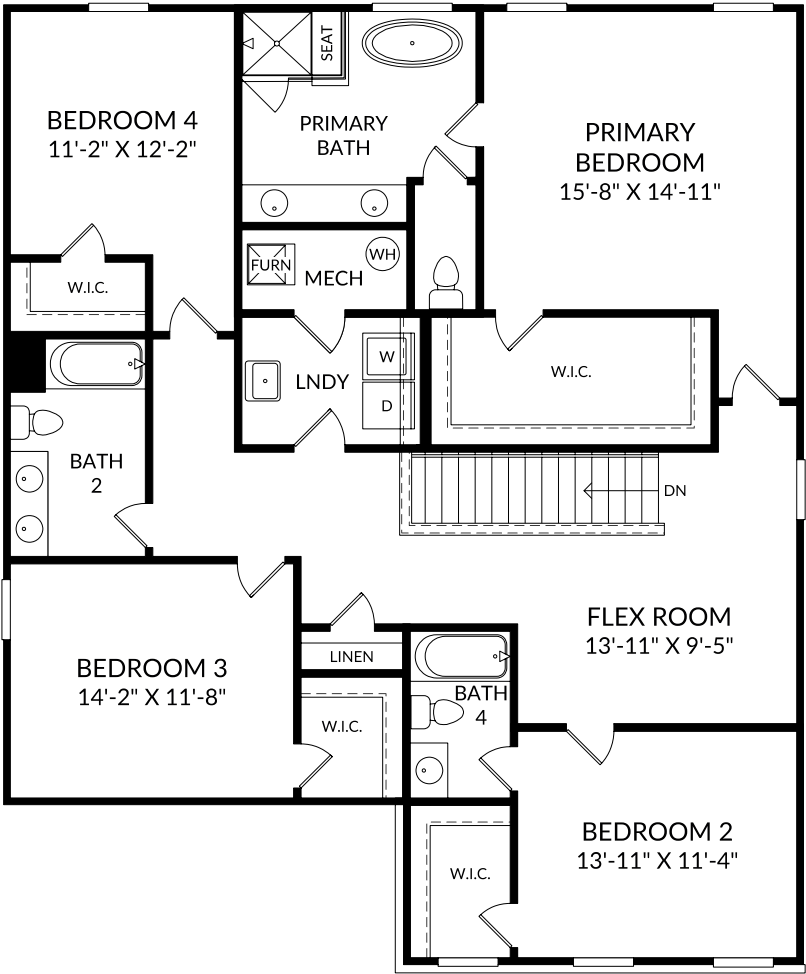 SEAT
BEDROOM 4
11'-2" X 12'-2"
PRIMARY
BATH
PRIMARY
BEDROOM
15'-8" X 14'-11"
W.I.C.
FURN
MECH
WH
LNDY
W
D
W.I.C.
BATH
2
DN
FLEX ROOM
13'-11" X 9'-5"
BEDROOM 3
14'-2" X 11'-8"
LINEN
W.I.C.
BATH
4
BEDROOM 2
13'-11" X 11'-4"
W.I.C.